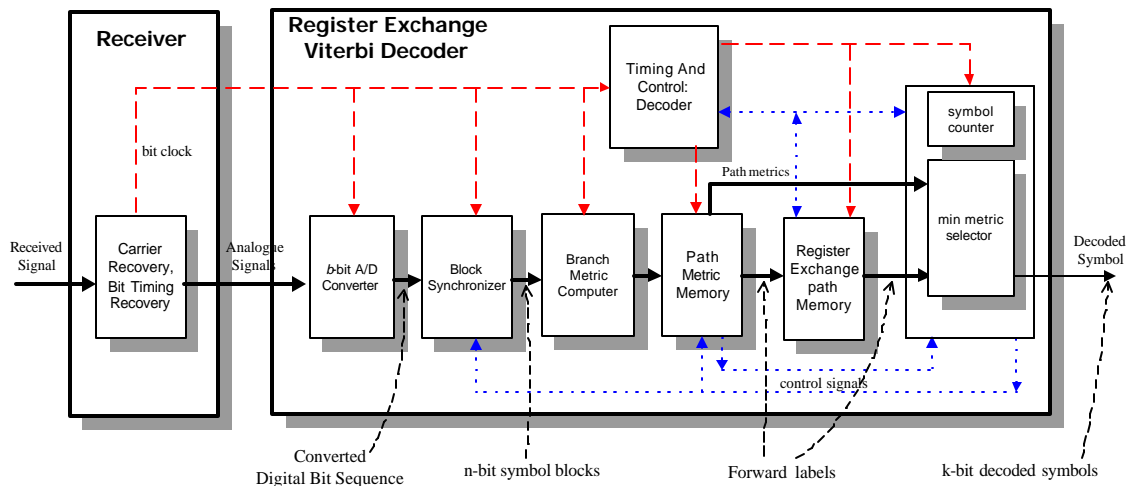 Receiver
Register Exchange
Viterbi Decoder
Timing And
Control:
Decoder
symbol
counter
bit clock
Path metrics
min metric
selector
Received
Signal
Carrier
Recovery,
Bit Timing
Recovery
Analogue
Signals
b-bit A/D
Converter
Block
Synchronizer
Branch
Metric
Computer
Path
Metric
Memory
Register
Exchange
path
Memory
Decoded
Symbol
control signals
Converted
Digital Bit Sequence
n-bit symbol blocks
Forward labels
k-bit decoded symbols